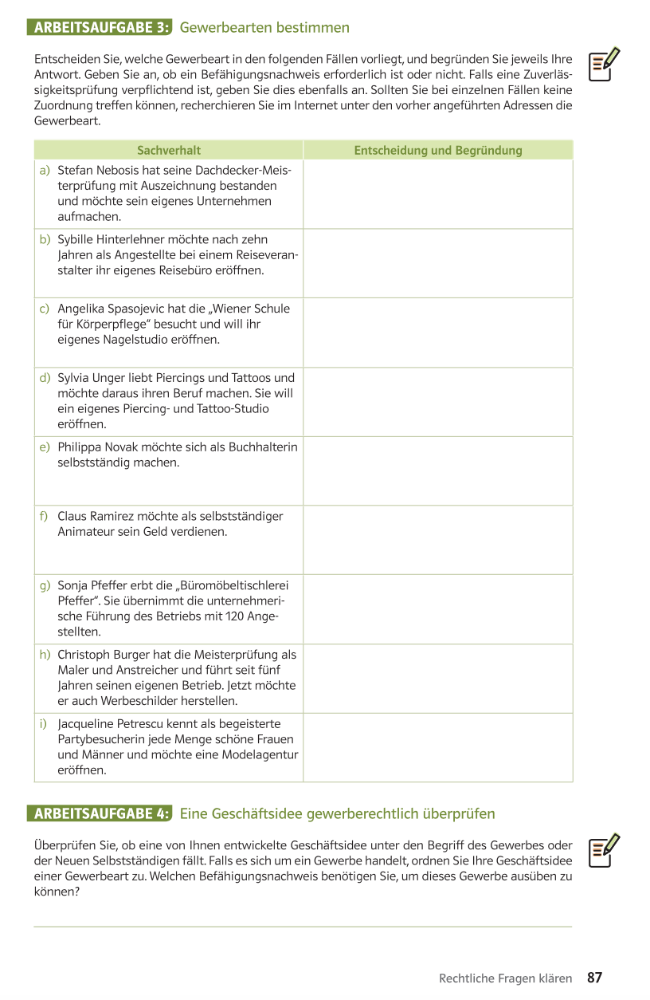 ARBEITSAUFGABE 3: Gewerbearten bestimmen
Entscheiden Sie, welche Gewerbeart in den folgenden Fällen vorliegt, und begründen Sie jeweils Ihre
Antwort. Geben Sie an, ob ein Befähigungsnachweis erforderlich ist oder nicht. Falls eine Zuverläs-
sigkeitsprüfung verpflichtend ist, geben Sie dies ebenfalls an. Sollten Sie bei einzelnen Fällen keine
Zuordnung treffen können, recherchieren Sie im Internet unter den vorher angeführten Adressen die
Gewerbeart.
Sachverhalt
Entscheidung und Begründung
a) Stefan Nebosis hat seine Dachdecker-Meis-
terprüfung mit Auszeichnung bestanden
und möchte sein eigenes Unternehmen
aufmachen.
b) Sybille Hinterlehner möchte nach zehn
Jahren als Angestellte bei einem Reiseveran-
stalter ihr eigenes Reisebüro eröffnen.
c) Angelika Spasojevic hat die „Wiener Schule
für Körperpflege“ besucht und will ihr
eigenes Nagelstudio eröffnen.
d) Sylvia Unger liebt Piercings und Tattoos und
möchte daraus ihren Beruf machen. Sie will
ein eigenes Piercing- und Tattoo-Studio
eröffnen.
e) Philippa Novak möchte sich als Buchhalterin
selbstständig machen.
f) Claus Ramirez möchte als selbstständiger
Animateur sein Geld verdienen.
g) Sonja Pfeffer erbt die „Büromöbeltischlerei
Pfeffer“. Sie übernimmt die unternehmeri-
sche Führung des Betriebs mit 120 Ange-
stellten.
h) Christoph Burger hat die Meisterprüfung als
Maler und Anstreicher und führt seit fünf
Jahren seinen eigenen Betrieb. Jetzt möchte
er auch Werbeschilder herstellen.
i) Jacqueline Petrescu kennt als begeisterte
Partybesucherin jede Menge schöne Frauen
und Männer und möchte eine Modelagentur
eröffnen.
ARBEITSAUFGABE 4: Eine Geschäftsidee gewerberechtlich überprüfen
Überprüfen Sie, ob eine von Ihnen entwickelte Geschäftsidee unter den Begriff des Gewerbes oder
der Neuen Selbstständigen fällt. Falls es sich um ein Gewerbe handelt, ordnen Sie Ihre Geschäftsidee
einer Gewerbeart zu. Welchen Befähigungsnachweis benötigen Sie, um dieses Gewerbe ausüben zu
können?
Rechtliche Fragen klären 87